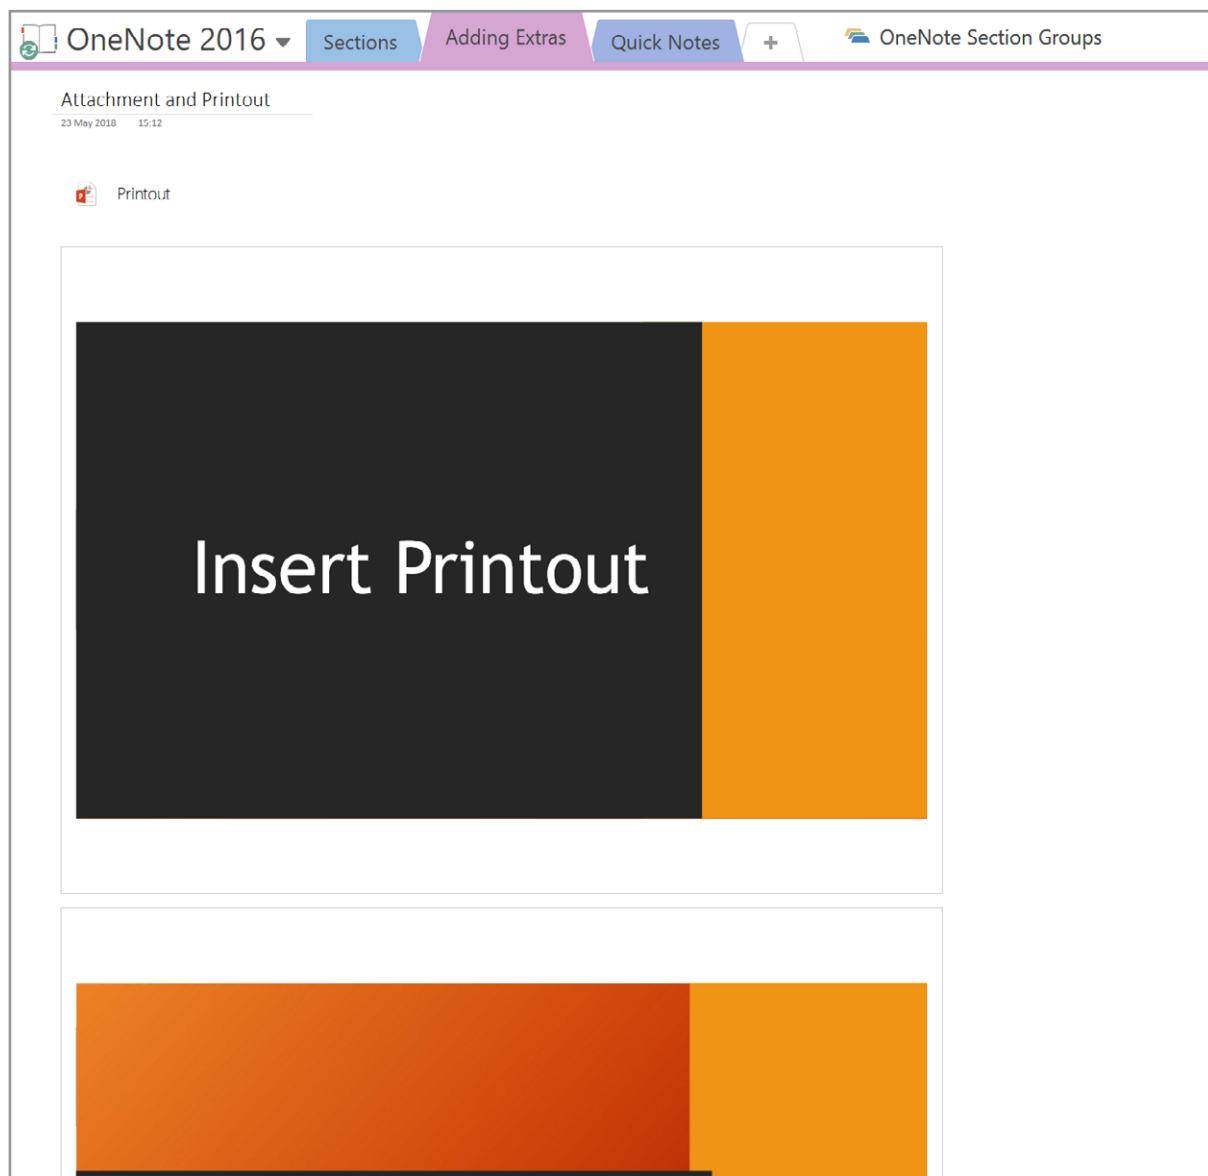 OneNote 2016 Sections Adding Extras Quick Notes + OneNote Section Groups
Attachment and Printout
23 May 2018 15:12
Printout
Insert Printout